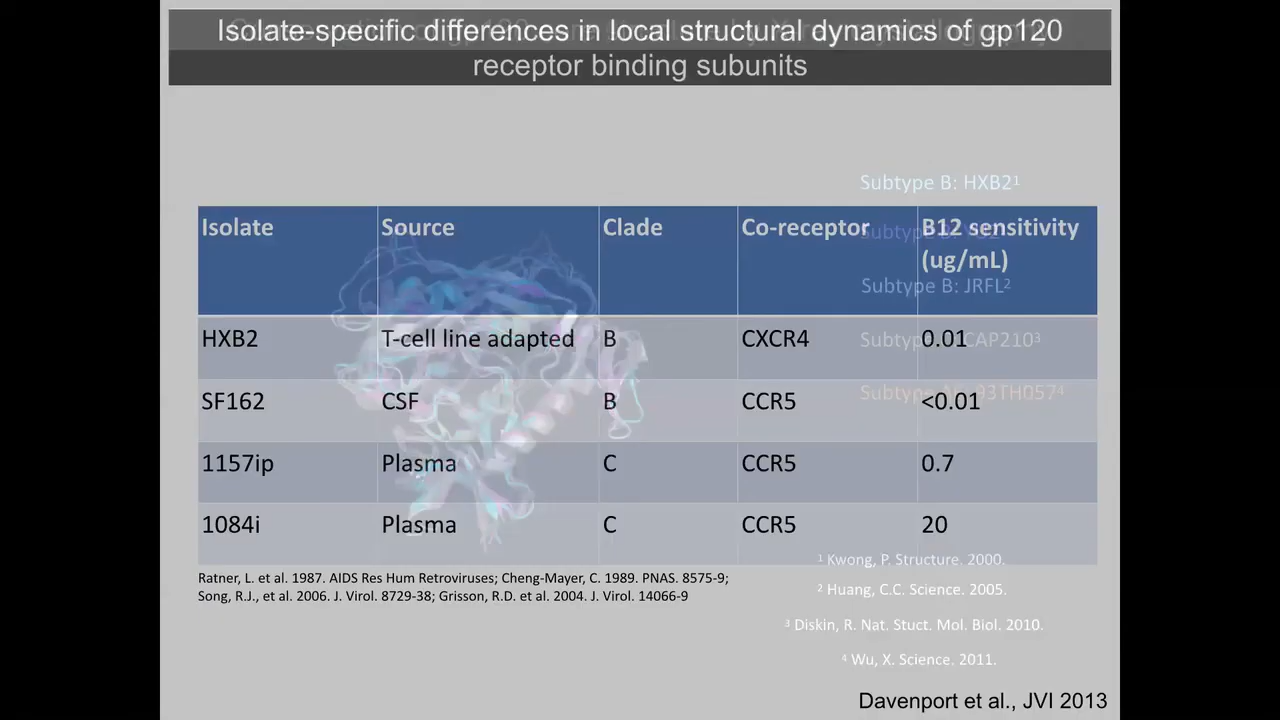 Isolate-specific differences in local structural dynamics of gp120
receptor binding subunits
Subtype B: HXB2¹
Isolate Source Clade Co-receptor B12 sensitivity
(ug/mL)
Subtype B: JRFL²
HXB2 T-cell line adapted B CXCR4 0.01
CAP210³
SF162 CSF B CCR5 <0.01
93TH057⁴
1157ip Plasma C CCR5 0.7
1084i Plasma C CCR5 20
Ratner, L. et al. 1987. AIDS Res Hum Retroviruses; Cheng-Mayer, C. 1989. PNAS. 8575-9;
Song, R.J., et al. 2006. J. Virol. 8729-38; Grisson, R.D. et al. 2004. J. Virol. 14066-9
¹ Kwong, P. Structure. 2000.
² Huang, C.C. Science. 2005.
³ Diskin, R. Nat. Stuct. Mol. Biol. 2010.
⁴ Wu, X. Science. 2011.
Davenport et al., JVI 2013